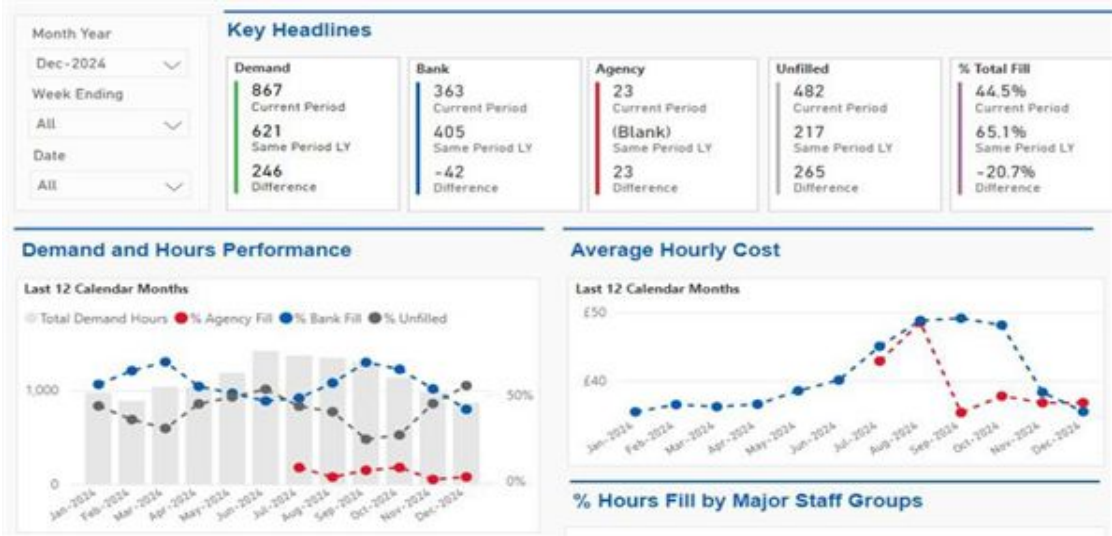 Month Year
Dec-2024
Week Ending
All
Date
All
Key Headlines
Demand
867
Current Period
621
Same Period LY
246
Difference
Bank
363
Current Period
405
Same Period LY
-42
Difference
Agency
23
Current Period
(Blank)
Same Period LY
23
Difference
Unfilled
482
Current Period
217
Same Period LY
265
Difference
% Total Fill
44.5%
Current Period
65.1%
Same Period LY
-20.7%
Difference
Demand and Hours Performance
Last 12 Calendar Months
Total Demand Hours % Agency Fill % Bank Fill % Unfilled
1,000
0
50%
0%
Jan-2024 Feb-2024 Mar-2024 Apr-2024 May-2024 Jun-2024 Jul-2024 Aug-2024 Sep-2024 Oct-2024 Nov-2024 Dec-2024
Average Hourly Cost
Last 12 Calendar Months
£50
£40
Jan-2024 Feb-2024 Mar-2024 Apr-2024 May-2024 Jun-2024 Jul-2024 Aug-2024 Sep-2024 Oct-2024 Nov-2024 Dec-2024
% Hours Fill by Major Staff Groups